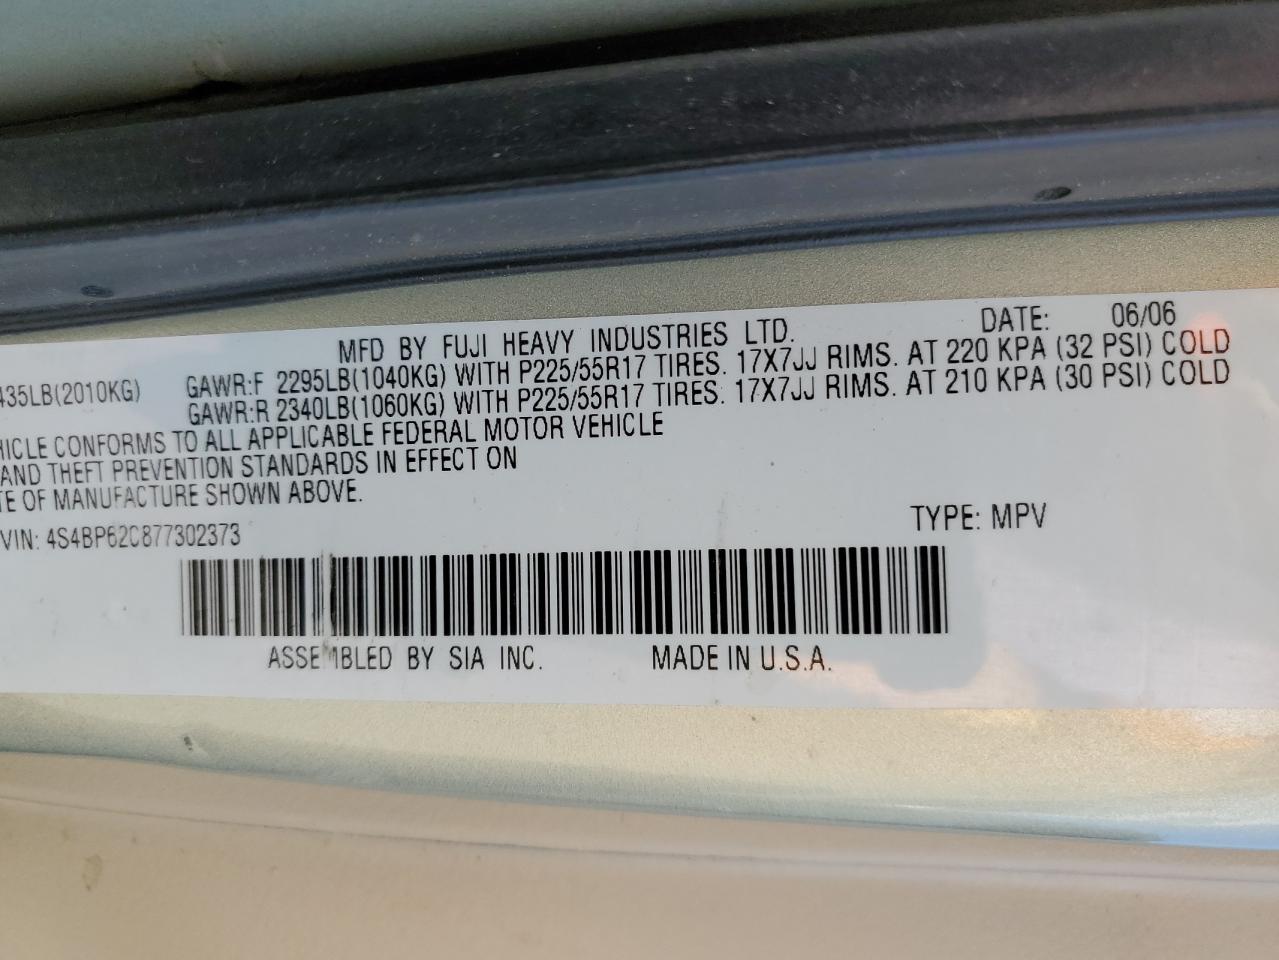 MFD BY FUJI HEAVY INDUSTRIES LTD. DATE: 06/06
435LB(2010KG) GAWR:F 2295LB(1040KG) WITH P225/55R17 TIRES. 17X7JJ RIMS. AT 220 KPA (32 PSI) COLD
GAWR:R 2340LB(1060KG) WITH P225/55R17 TIRES. 17X7JJ RIMS. AT 210 KPA (30 PSI) COLD
HICLE CONFORMS TO ALL APPLICABLE FEDERAL MOTOR VEHICLE
AND THEFT PREVENTION STANDARDS IN EFFECT ON
TE OF MANUFACTURE SHOWN ABOVE.
VIN: 4S4BP62C877302373 TYPE: MPV
ASSEMBLED BY SIA INC. MADE IN U.S.A.